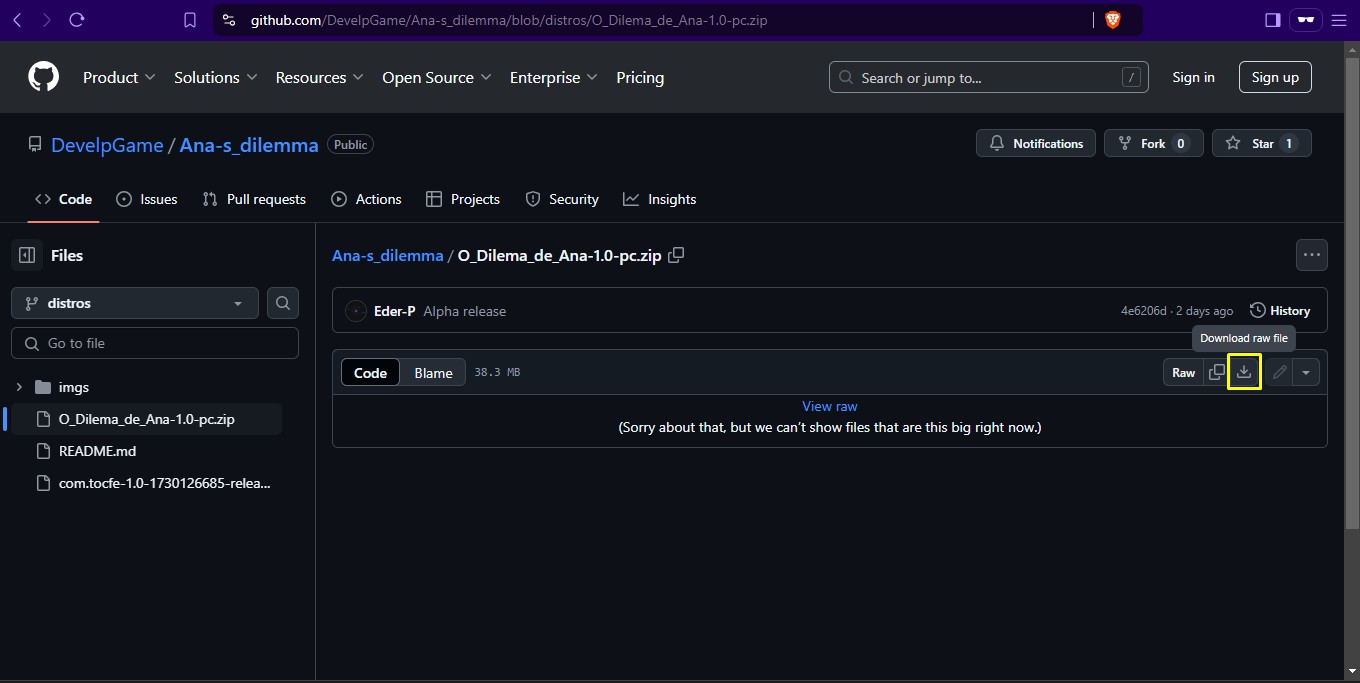 github.com/DevelpGame/Ana-s_dilemma/blob/distros/O_Dilema_de_Ana-1.0-pc.zip
Product Solutions Resources Open Source Enterprise Pricing Search or jump to... / Sign in Sign up
DevelpGame / Ana-s_dilemma Public Notifications Fork 0 Star 1
Code Issues Pull requests Actions Projects Security Insights
Files
distros
Go to file
imgs
O_Dilema_de_Ana-1.0-pc.zip
README.md
com.tocfe-1.0-1730126685-relea...
Ana-s_dilemma / O_Dilema_de_Ana-1.0-pc.zip
Eder-P Alpha release 4e6206d · 2 days ago History
Download raw file
Code Blame 38.3 MB Raw
View raw
(Sorry about that, but we can’t show files that are this big right now.)